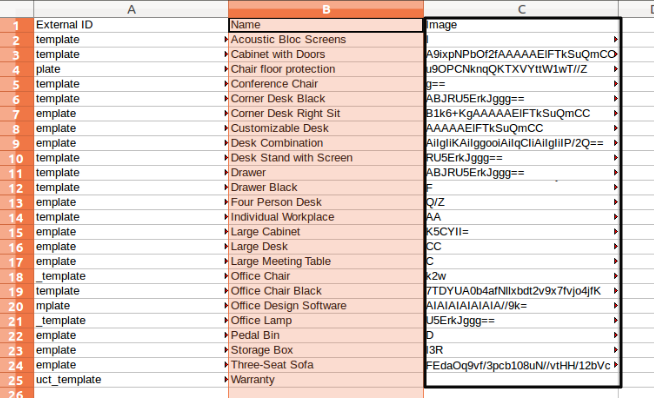 A B C D
1 External ID Name Image
2 template Acoustic Bloc Screens
3 template Cabinet with Doors A9ixpNPbOf2fAAAAAElFTkSuQmCC
4 plate Chair floor protection u9OPCNknqQKTXVYttW1wT//Z
5 template Conference Chair g==
6 template Corner Desk Black ABJRU5ErkJggg==
7 emplate Corner Desk Right Sit B1k6+KgAAAAAElFTkSuQmCC
8 emplate Customizable Desk AAAAAElFTkSuQmCC
9 emplate Desk Combination AiIgIiKAiIggooiAiIqCIiAiIgIiIP/2Q==
10 template Desk Stand with Screen RU5ErkJggg==
11 template Drawer ABJRU5ErkJggg==
12 template Drawer Black F
13 emplate Four Person Desk Q/Z
14 template Individual Workplace AA
15 emplate Large Cabinet K5CYII=
16 emplate Large Desk CC
17 emplate Large Meeting Table C
18 _template Office Chair k2w
19 template Office Chair Black 7TDYUA0b4afNllxbdt2v9x7fvjo4jfK
20 mplate Office Design Software AIAIAIAIAIAIA//9k=
21 _template Office Lamp U5ErkJggg==
22 emplate Pedal Bin D
23 emplate Storage Box I3R
24 emplate Three-Seat Sofa FEdaOq9vf/3pcb108uN//vtHH/12bVc
25 uct_template Warranty
26